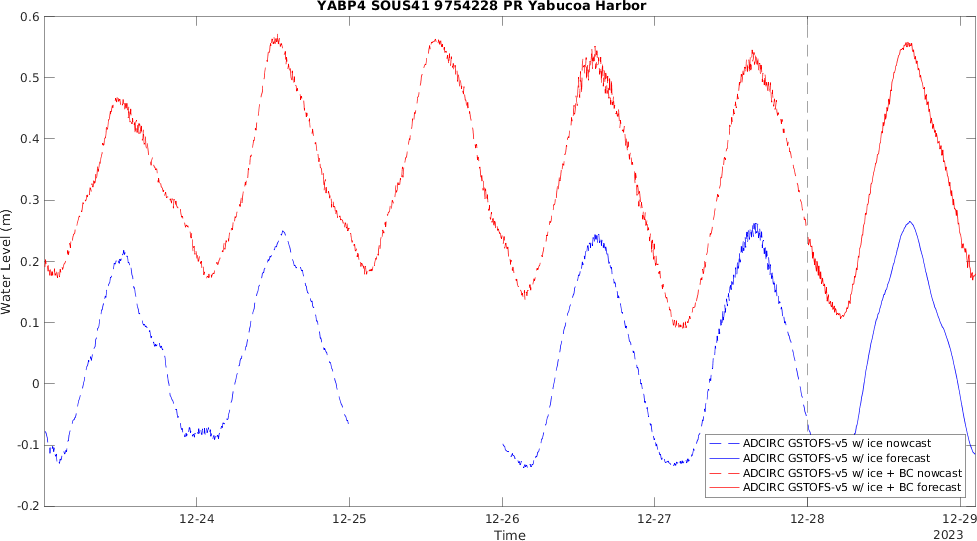 YABP4 SOUS41 9754228 PR Yabucoa Harbor
0.6
0.5
0.4
0.3
0.2
0.1
0
-0.1
-0.2
Water Level (m)
ADCIRC GSTOFS-v5 w/ ice nowcast
ADCIRC GSTOFS-v5 w/ ice forecast
ADCIRC GSTOFS-v5 w/ ice + BC nowcast
ADCIRC GSTOFS-v5 w/ ice + BC forecast
12-24 12-25 12-26 12-27 12-28 12-29
Time 2023